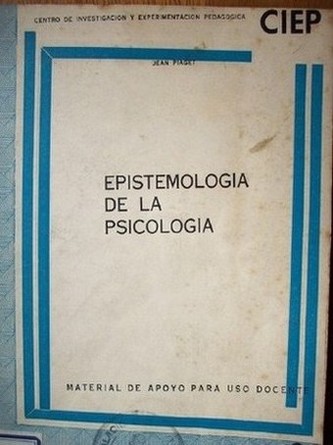 CENTRO DE INVESTIGACION Y EXPERIMENTACION PEDAGOGICA
CIEP
JEAN PIAGET
EPISTEMOLOGIA
DE LA
PSICOLOGIA
MATERIAL DE APOYO PARA USO DOCENTE